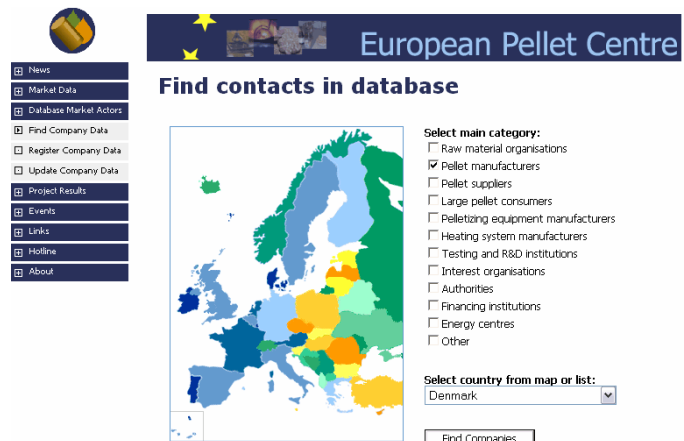 European Pellet Centre
News
Market Data
Database Market Actors
Find Company Data
Register Company Data
Update Company Data
Project Results
Events
Links
Hotline
About
Find contacts in database
Select main category:
Raw material organisations
Pellet manufacturers
Pellet suppliers
Large pellet consumers
Pelletizing equipment manufacturers
Heating system manufacturers
Testing and R&D institutions
Interest organisations
Authorities
Financing institutions
Energy centres
Other
Select country from map or list:
Denmark
Find Companies